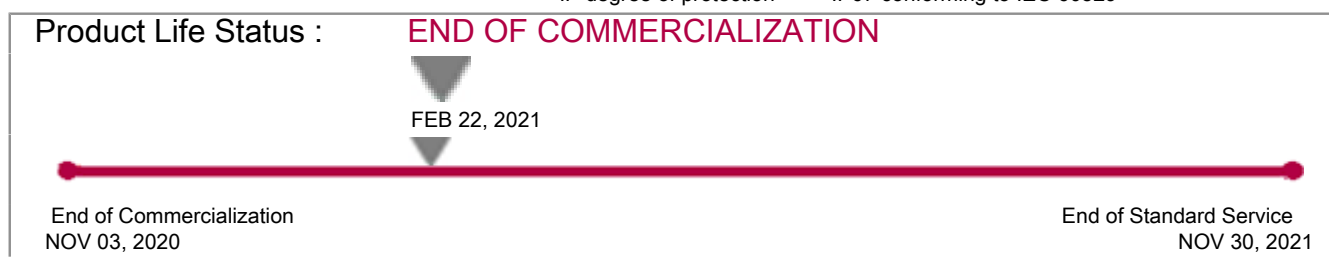 Product Life Status : END OF COMMERCIALIZATION
FEB 22, 2021
End of Commercialization End of Standard Service
NOV 03, 2020 NOV 30, 2021